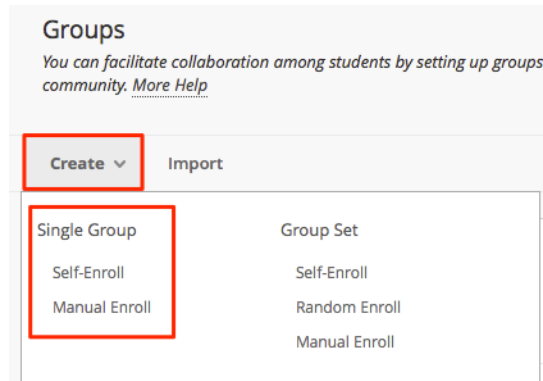 Groups
You can facilitate collaboration among students by setting up groups
community. More Help
Create Import
Single Group
Self-Enroll
Manual Enroll
Group Set
Self-Enroll
Random Enroll
Manual Enroll